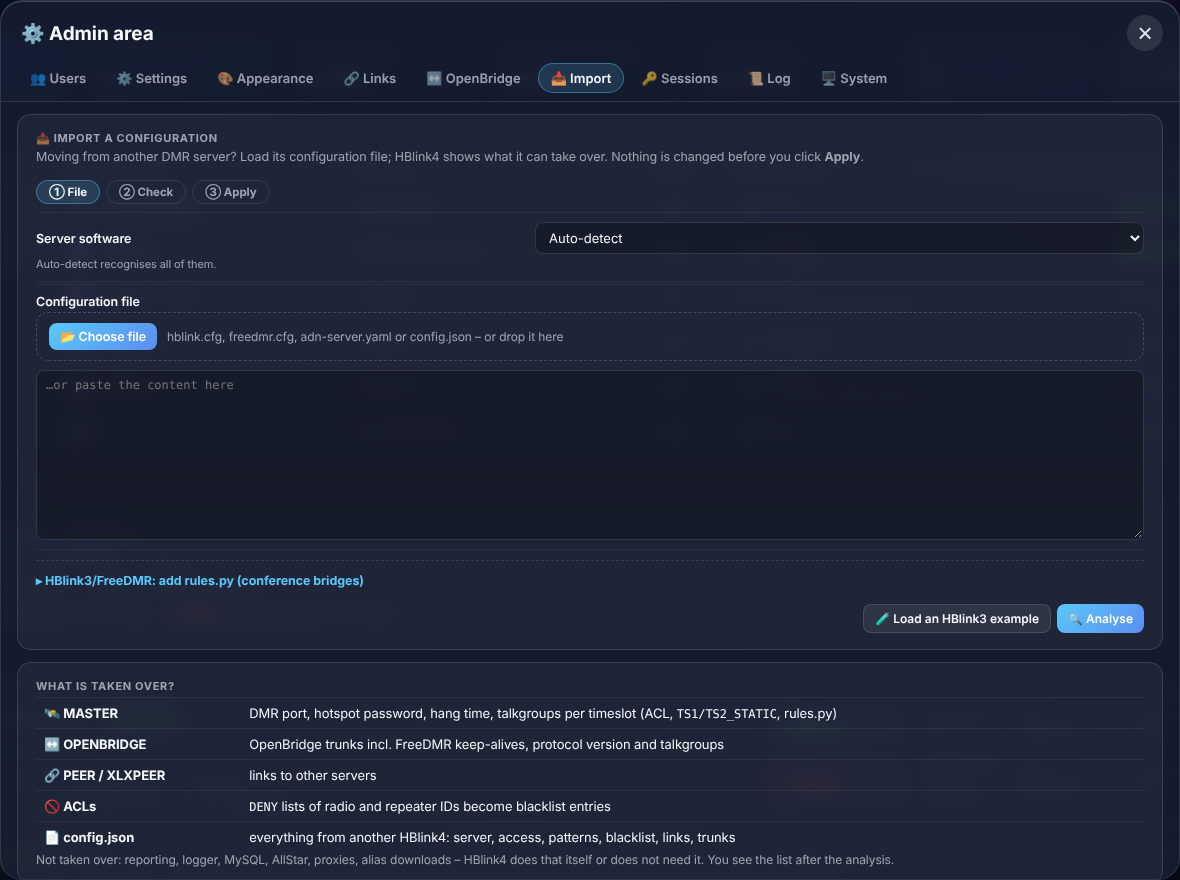 ⚙️ Admin area
✕
👥 Users ⚙️ Settings 🎨 Appearance 🔗 Links ↔️ OpenBridge 📥 Import 🔑 Sessions 📜 Log 🖥️ System
📥 IMPORT A CONFIGURATION
Moving from another DMR server? Load its configuration file; HBlink4 shows what it can take over. Nothing is changed before you click Apply.
① File ② Check ③ Apply
Server software Auto-detect
Auto-detect recognises all of them.
Configuration file
📂 Choose file hblink.cfg, freedmr.cfg, adn-server.yaml or config.json – or drop it here
…or paste the content here
▸ HBlink3/FreeDMR: add rules.py (conference bridges)
🧪 Load an HBlink3 example 🔍 Analyse
WHAT IS TAKEN OVER?
🛰️ MASTER DMR port, hotspot password, hang time, talkgroups per timeslot (ACL, TS1/TS2_STATIC, rules.py)
↔️ OPENBRIDGE OpenBridge trunks incl. FreeDMR keep-alives, protocol version and talkgroups
🔗 PEER / XLXPEER links to other servers
🚫 ACLs DENY lists of radio and repeater IDs become blacklist entries
📄 config.json everything from another HBlink4: server, access, patterns, blacklist, links, trunks
Not taken over: reporting, logger, MySQL, AllStar, proxies, alias downloads – HBlink4 does that itself or does not need it. You see the list after the analysis.